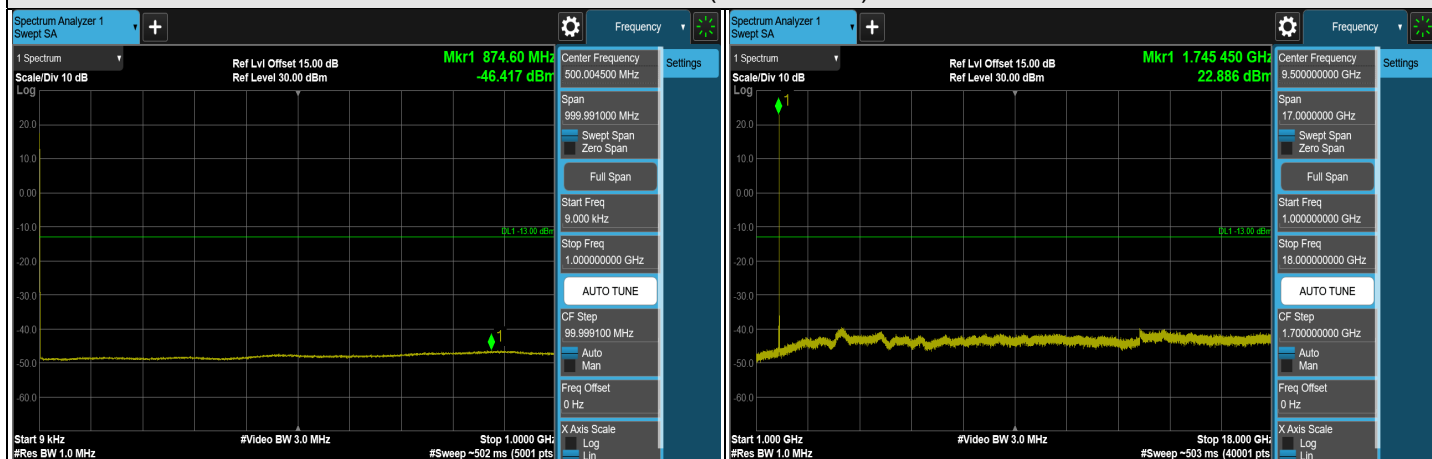 Spectrum Analyzer 1
Swept SA
+
Frequency
1 Spectrum
Scale/Div 10 dB
Log
Ref Lvl Offset 15.00 dB
Ref Level 30.00 dBm
Mkr1 874.60 MHz
-46.417 dBm
20.0
10.0
0.00
-10.0
-20.0
-30.0
-40.0
-50.0
-60.0
DL1 -13.00 dBm
1
Start 9 kHz
#Res BW 1.0 MHz
#Video BW 3.0 MHz
Stop 1.0000 GHz
#Sweep ~502 ms (5001 pts
Center Frequency
500.004500 MHz
Span
999.991000 MHz
Swept Span
Zero Span
Full Span
Start Freq
9.000 kHz
Stop Freq
1.000000000 GHz
AUTO TUNE
CF Step
99.999100 MHz
Auto
Man
Freq Offset
0 Hz
X Axis Scale
Log
Lin
Settings
Spectrum Analyzer 1
Swept SA
+
Frequency
1 Spectrum
Scale/Div 10 dB
Log
Ref Lvl Offset 15.00 dB
Ref Level 30.00 dBm
Mkr1 1.745 450 GHz
22.886 dBm
1
20.0
10.0
0.00
-10.0
-20.0
-30.0
-40.0
-50.0
-60.0
DL1 -13.00 dBm
Start 1.000 GHz
#Res BW 1.0 MHz
#Video BW 3.0 MHz
Stop 18.000 GHz
#Sweep ~503 ms (40001 pts
Center Frequency
9.500000000 GHz
Span
17.0000000 GHz
Swept Span
Zero Span
Full Span
Start Freq
1.000000000 GHz
Stop Freq
18.000000000 GHz
AUTO TUNE
CF Step
1.700000000 GHz
Auto
Man
Freq Offset
0 Hz
X Axis Scale
Log
Lin
Settings